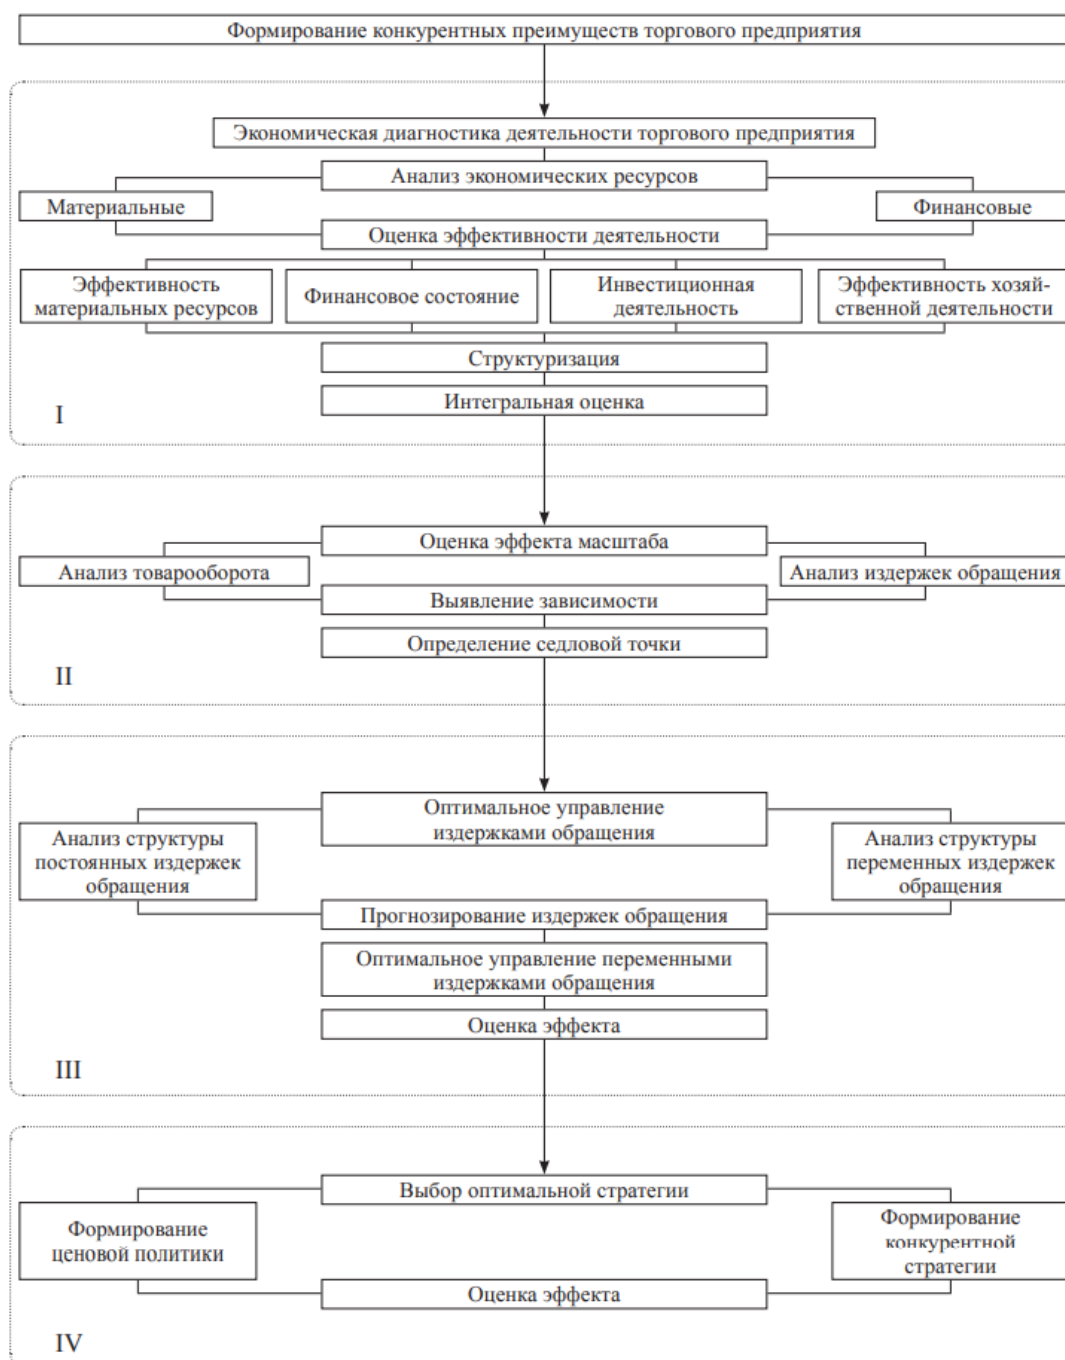 Формирование конкурентных преимуществ торгового предприятия
Экономическая диагностика деятельности торгового предприятия
Анализ экономических ресурсов
Материальные
Финансовые
Оценка эффективности деятельности
Эффективность
материальных ресурсов
Финансовое состояние
Инвестиционная
деятельность
Эффективность хозяй-
ственной деятельности
Структуризация
Интегральная оценка
I
Оценка эффекта масштаба
Анализ товарооборота
Анализ издержек обращения
Выявление зависимости
Определение седловой точки
II
Оптимальное управление
издержками обращения
Анализ структуры
постоянных издержек
обращения
Анализ структуры
переменных издержек
обращения
Прогнозирование издержек обращения
Оптимальное управление переменными
издержками обращения
Оценка эффекта
III
Выбор оптимальной стратегии
Формирование
ценовой политики
Формирование
конкурентной
стратегии
Оценка эффекта
IV